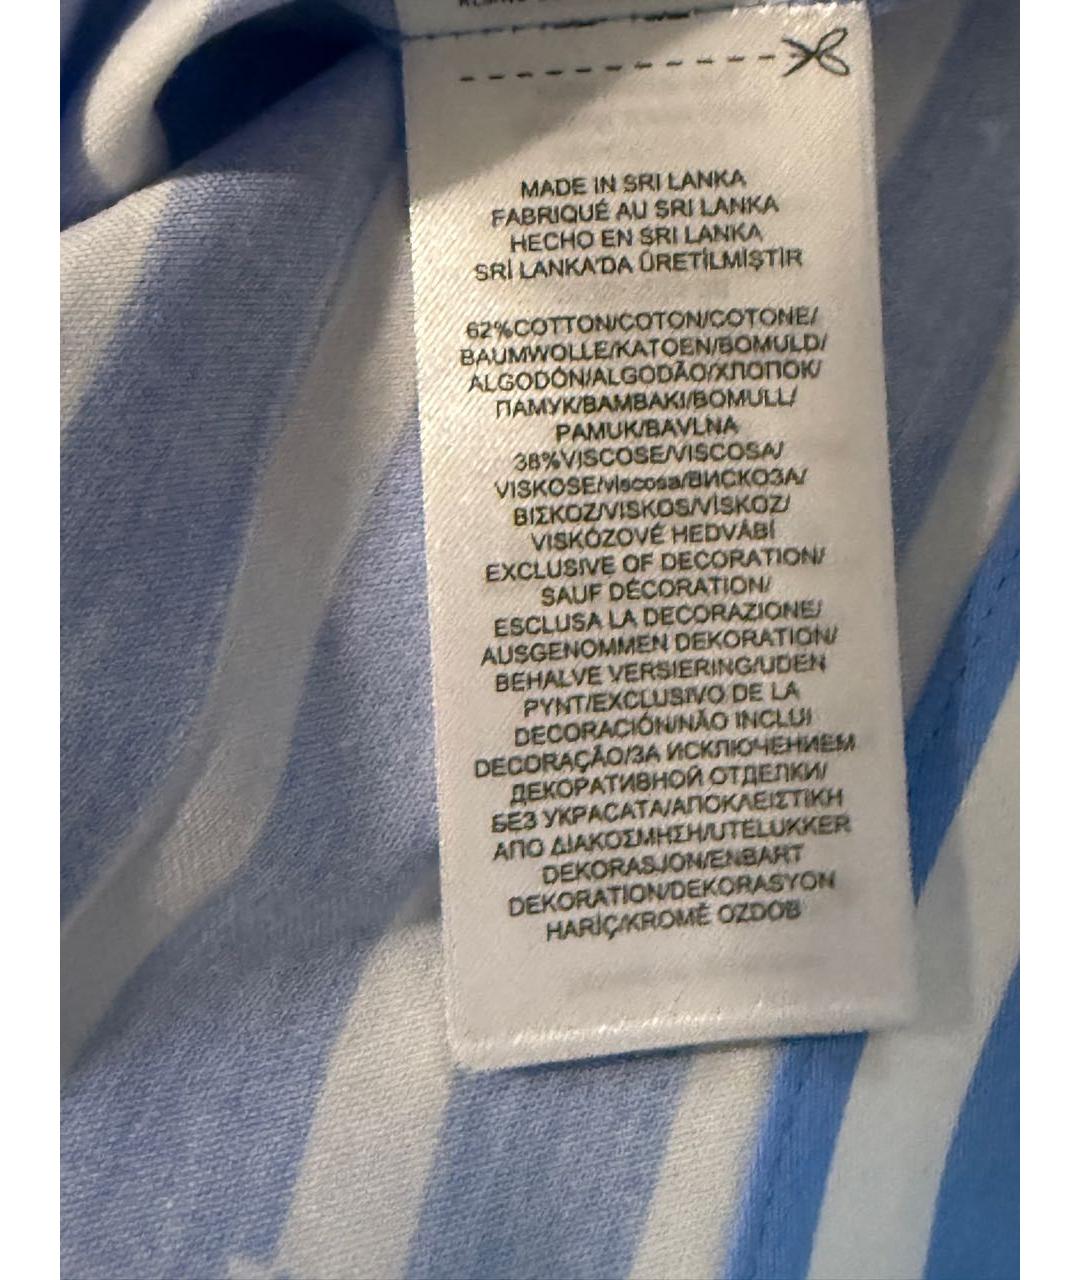 MADE IN SRI LANKA
FABRIQUÉ AU SRI LANKA
HECHO EN SRI LANKA
SRİ LANKA'DA ÜRETİLMİŞTİR
62%COTTON/COTON/COTONE/
BAUMWOLLE/KATOEN/BOMULD/
ALGODÓN/ALGODÃO/ХЛОПОК/
ПАМУК/BAMBAKI/BOMULL/
PAMUK/BAVLNA
38%VISCOSE/VISCOSA/
VISKOSE/viscosa/ВИСКОЗА/
ΒΙΣΚΟΖ/VISKOS/VİSKOZ/
VISKÓZOVÉ HEDVÁBÍ
EXCLUSIVE OF DECORATION/
SAUF DÉCORATION/
ESCLUSA LA DECORAZIONE/
AUSGENOMMEN DEKORATION/
BEHALVE VERSIERING/UDEN
PYNT/EXCLUSIVO DE LA
DECORACIÓN/NÃO INCLUI
DECORAÇÃO/ЗА ИСКЛЮЧЕНИЕМ
ДЕКОРАТИВНОЙ ОТДЕЛКИ/
БЕЗ УКРАСАТА/ΑΠΟΚΛΕΙΣΤΙΚΗ
ΑΠΟ ΔΙΑΚΟΣΜΗΣΗ/UTELUKKER
DEKORASJON/ENBART
DEKORATION/DEKORASYON
HARİÇ/KROMĚ OZDOB